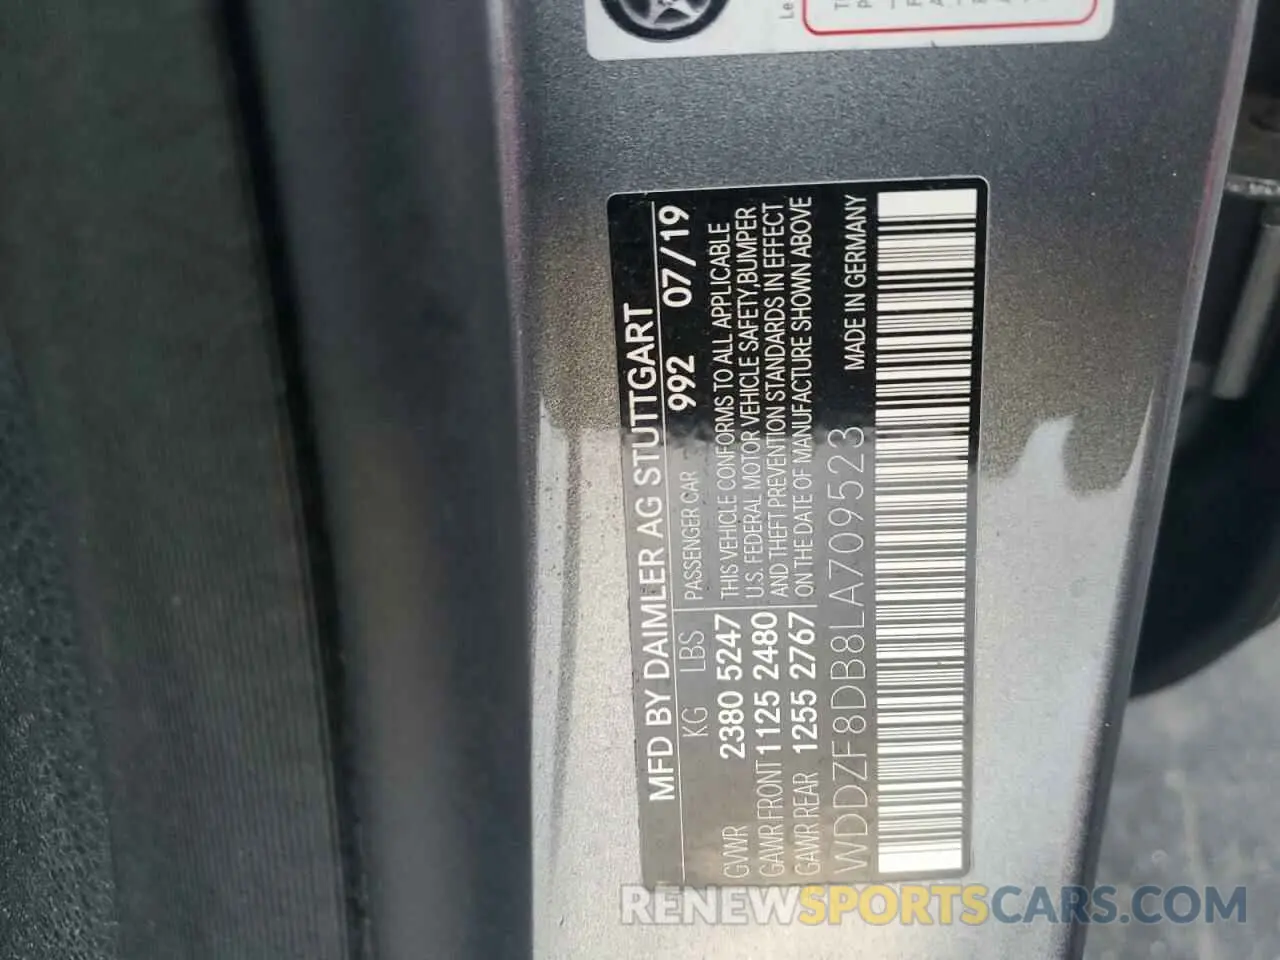 MFD BY DAIMLER AG STUTTGART
KG LBS PASSENGER CAR 992 07/19
GVWR 2380 5247 THIS VEHICLE CONFORMS TO ALL APPLICABLE
GAWR FRONT 1125 2480 U.S. FEDERAL MOTOR VEHICLE SAFETY,BUMPER
AND THEFT PREVENTION STANDARDS IN EFFECT
GAWR REAR 1255 2767 ON THE DATE OF MANUFACTURE SHOWN ABOVE
WDDZF8DB8LA709523 MADE IN GERMANY
RENEWSPORTSCARS.COM